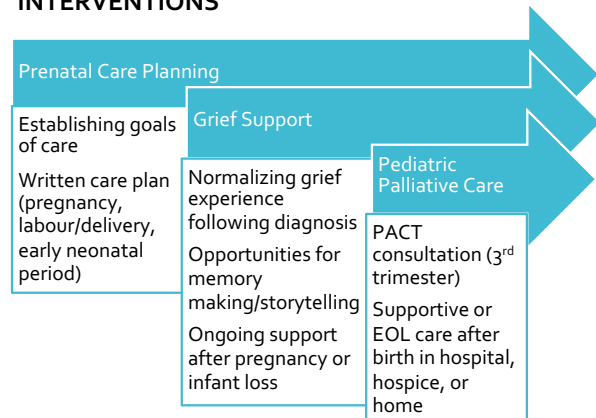 INTERVENTIONS
Prenatal Care Planning
Establishing goals
of care
Written care plan
(pregnancy,
labour/delivery,
early neonatal
period)
Grief Support
Normalizing grief
experience
following diagnosis
Opportunities for
memory
making/storytelling
Ongoing support
after pregnancy or
infant loss
Pediatric
Palliative Care
PACT
consultation (3rd
trimester)
Supportive or
EOL care after
birth in hospital,
hospice, or
home